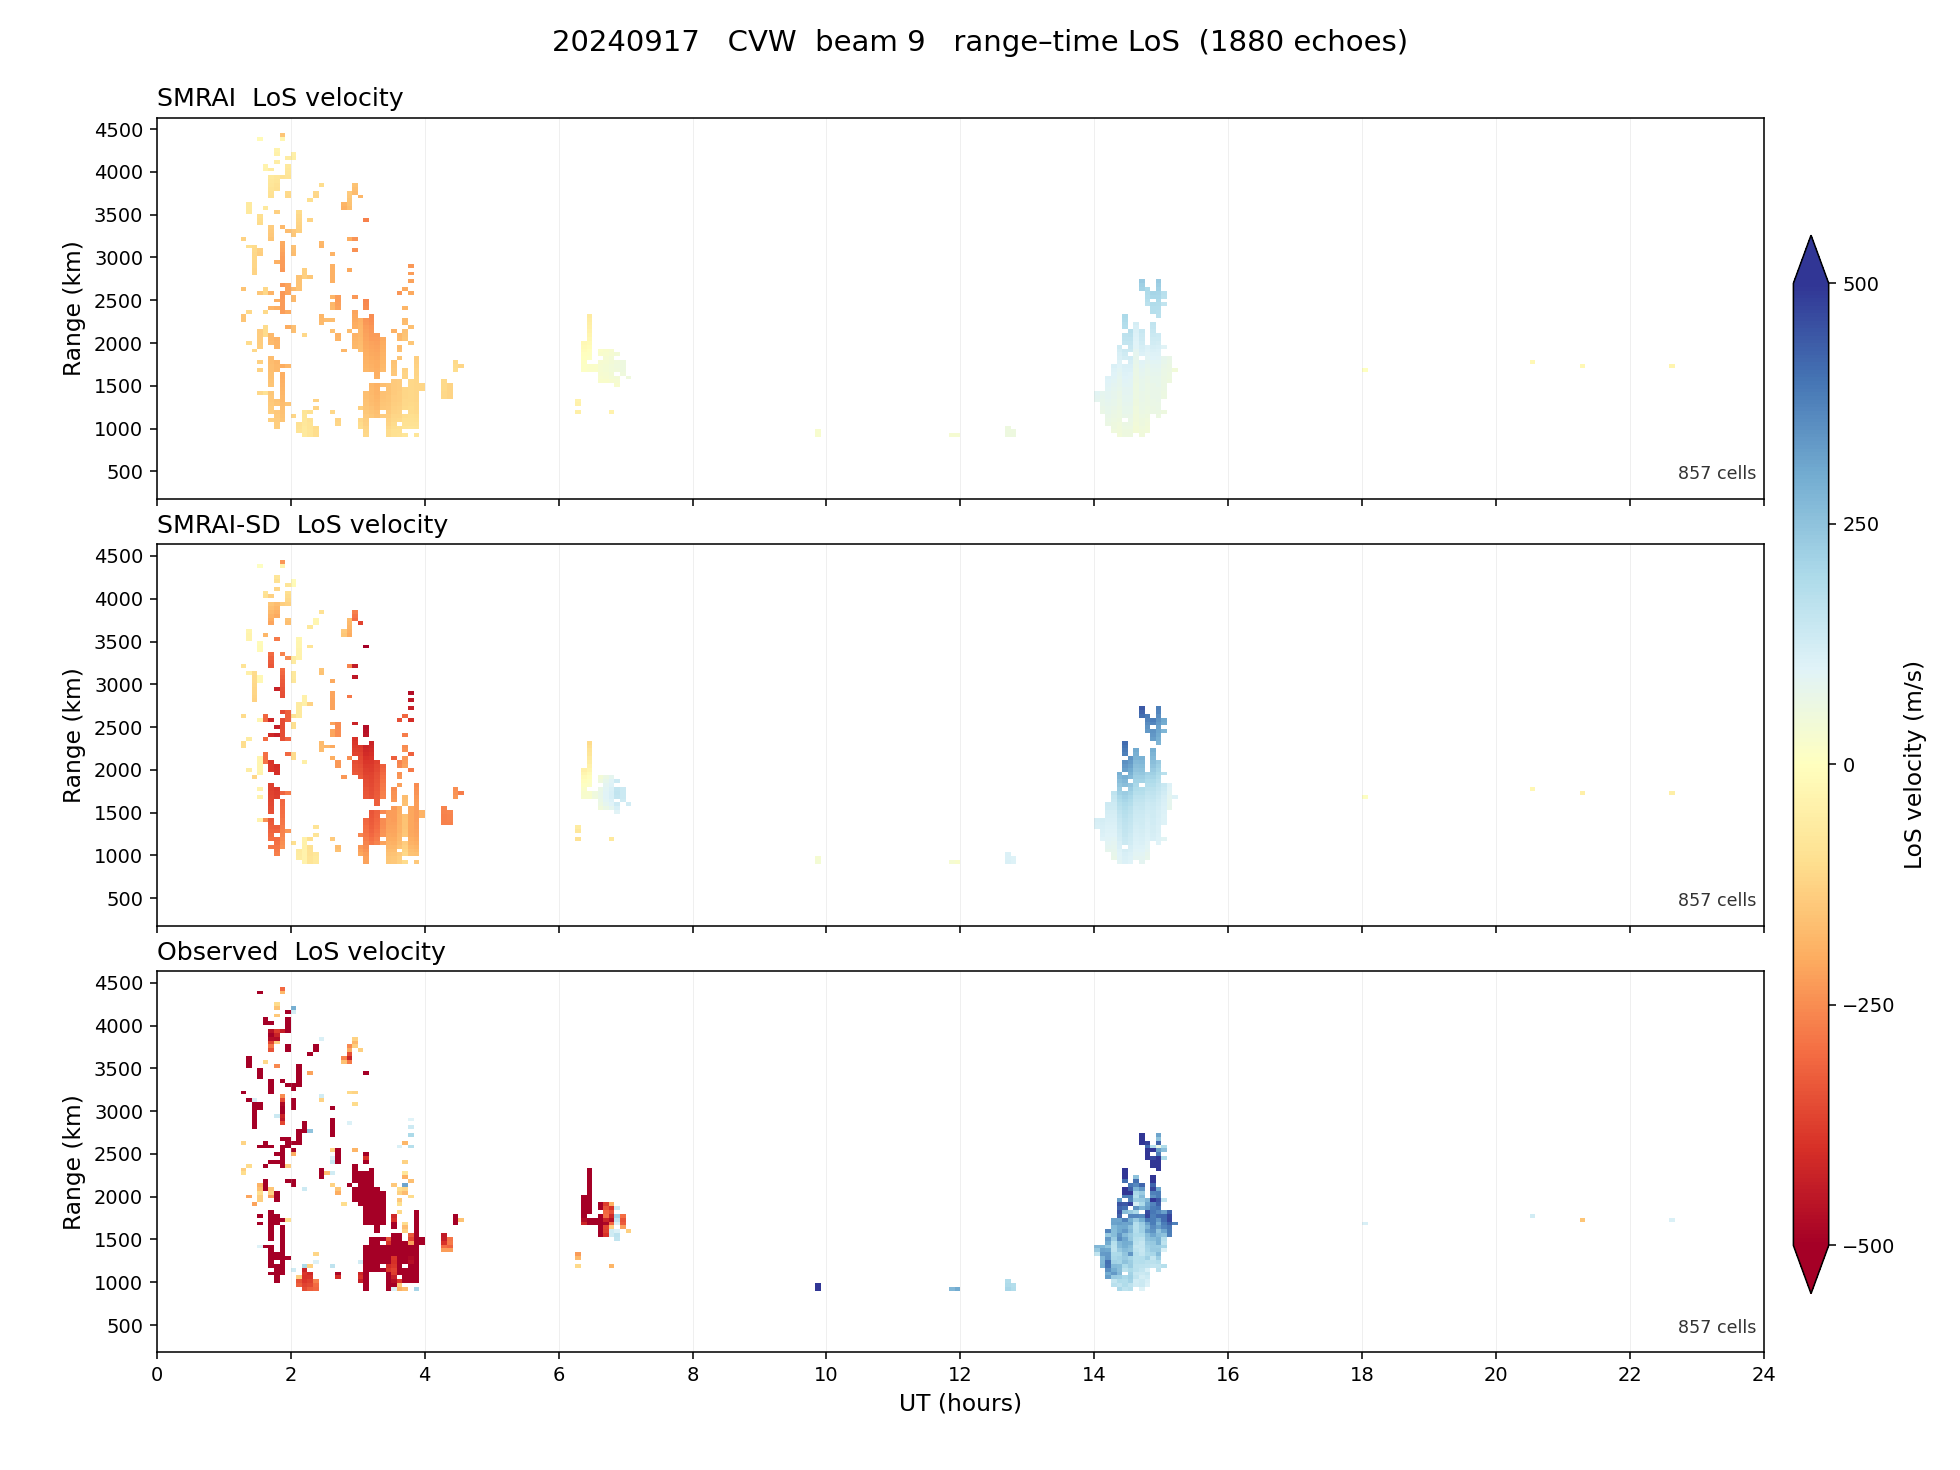 20240917   CVW  beam 9   range–time LoS  (1880 echoes)
SMRAI  LoS velocity
4500
4000
3500
3000
2500
2000
1500
1000
500
Range (km)
857 cells
SMRAI-SD  LoS velocity
4500
4000
3500
3000
2500
2000
1500
1000
500
Range (km)
857 cells
Observed  LoS velocity
4500
4000
3500
3000
2500
2000
1500
1000
500
Range (km)
857 cells
0 2 4 6 8 10 12 14 16 18 20 22 24
UT (hours)
500
250
0
−250
−500
LoS velocity (m/s)